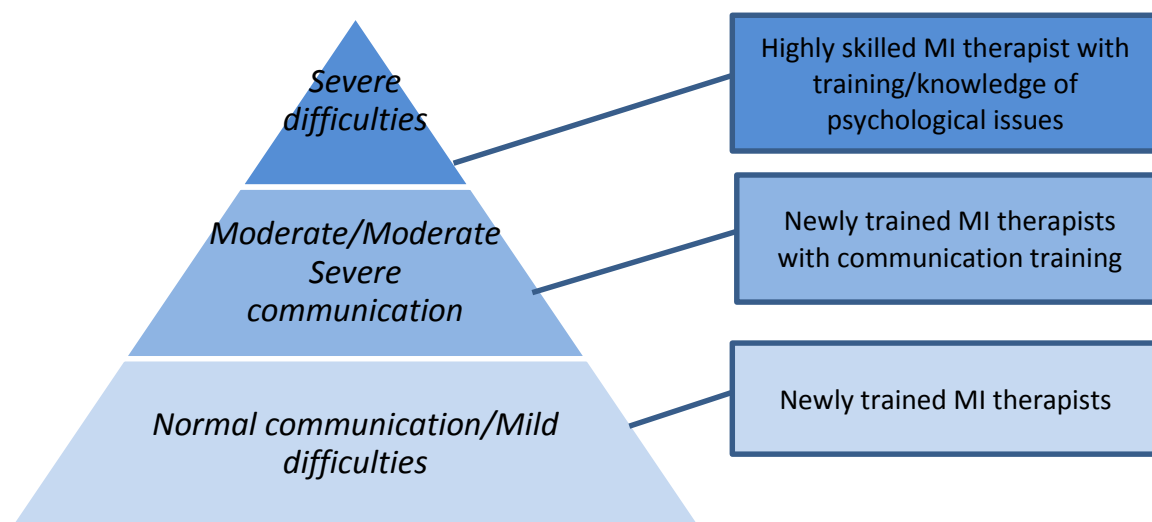 Severe
difficulties
Highly skilled MI therapist with
training/knowledge of
psychological issues
Moderate/Moderate
Severe
communication
Newly trained MI therapists
with communication training
Normal communication/Mild
difficulties
Newly trained MI therapists